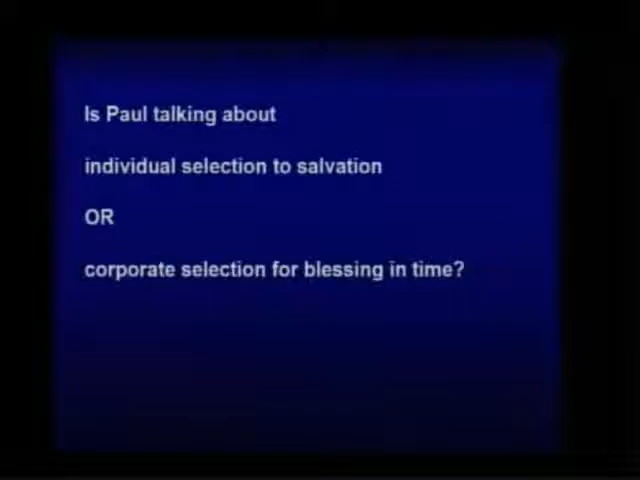 Is Paul talking about
individual selection to salvation
OR
corporate selection for blessing in time?